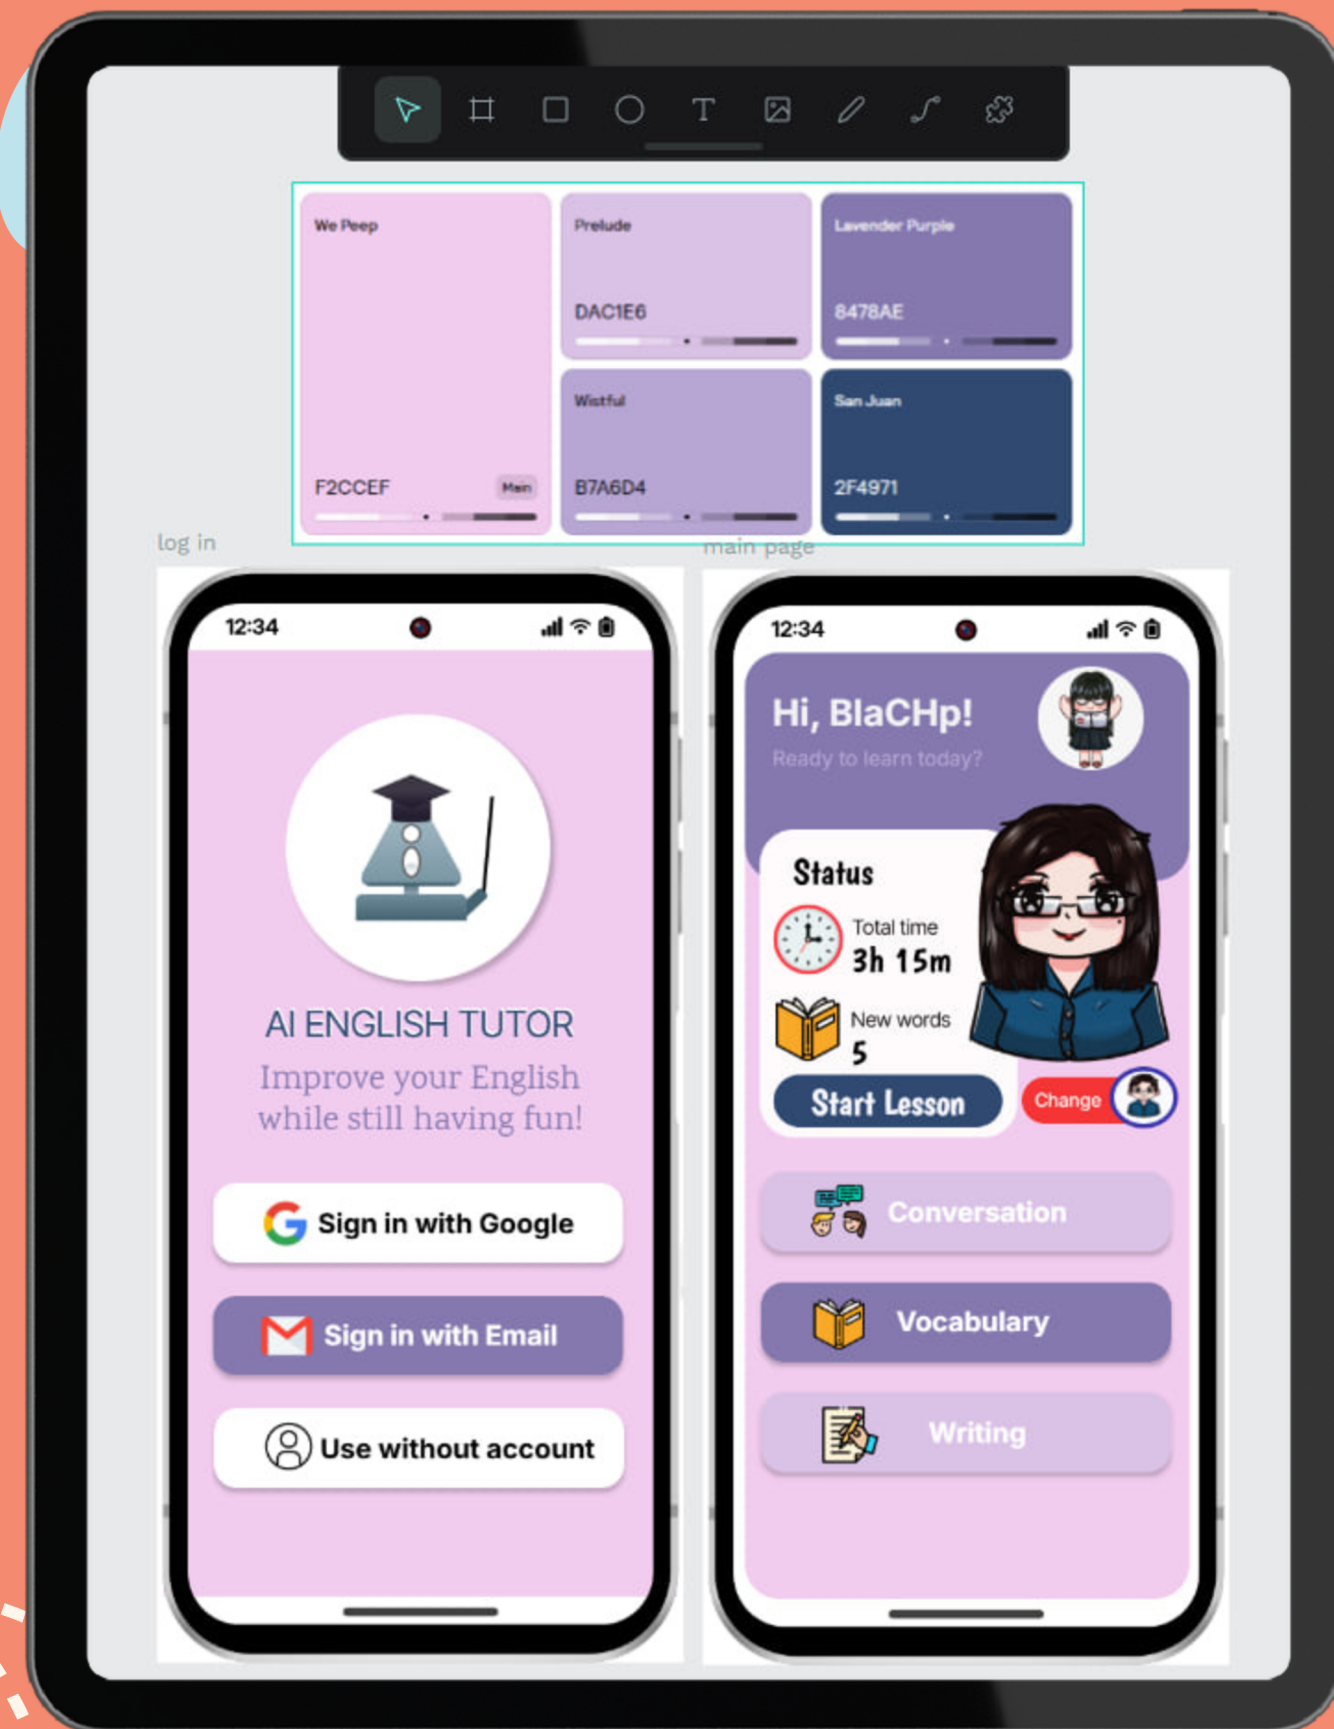 We Peep
F2CCEF
Main
Prelude
DAC1E6
Lavender Purple
8478AE
Wistful
B7A6D4
San Juan
2F4971
log in
12:34
AI ENGLISH TUTOR
Improve your English
while still having fun!
Sign in with Google
Sign in with Email
Use without account
main page
12:34
Hi, BlaCHp!
Ready to learn today?
Status
Total time
3h 15m
New words
5
Start Lesson
Change
Conversation
Vocabulary
Writing